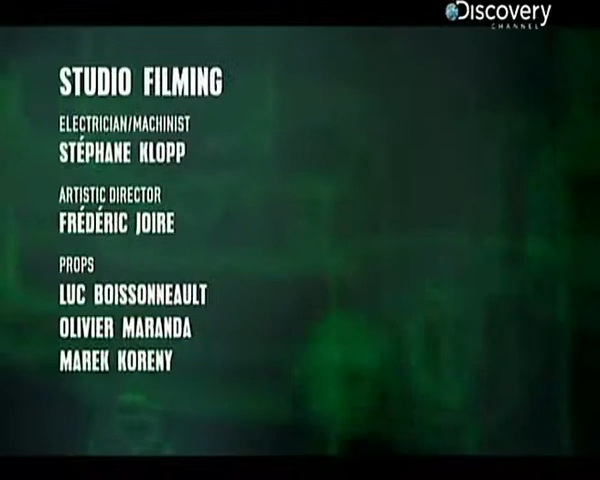 Discovery
CHANNEL
STUDIO FILMING
ELECTRICIAN/MACHINIST
STÉPHANE KLOPP
ARTISTIC DIRECTOR
FRÉDÉRIC JOIRE
PROPS
LUC BOISSONNEAULT
OLIVIER MARANDA
MAREK KORENY